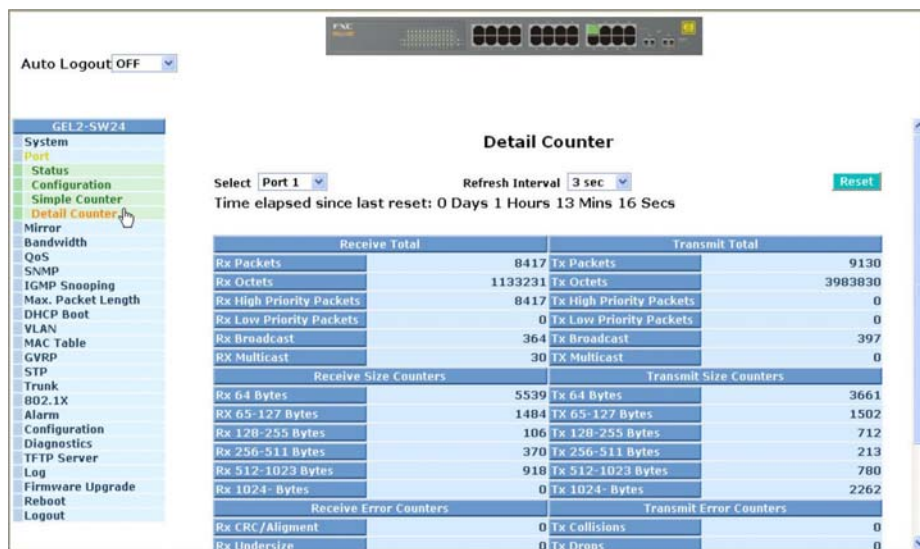 FXC
Auto Logout OFF
GEL2-SW24
System
Port
Status
Configuration
Simple Counter
Detail Counter
Mirror
Bandwidth
QoS
SNMP
IGMP Snooping
Max. Packet Length
DHCP Boot
VLAN
MAC Table
GVRP
STP
Trunk
802.1X
Alarm
Configuration
Diagnostics
TFTP Server
Log
Firmware Upgrade
Reboot
Logout
Detail Counter
Select Port 1 Refresh Interval 3 sec Reset
Time elapsed since last reset: 0 Days 1 Hours 13 Mins 16 Secs
Receive Total Transmit Total
Rx Packets 8417 Tx Packets 9130
Rx Octets 1133231 Tx Octets 3983830
Rx High Priority Packets 8417 Tx High Priority Packets 0
Rx Low Priority Packets 0 Tx Low Priority Packets 0
Rx Broadcast 364 Tx Broadcast 397
RX Multicast 30 TX Multicast 0
Receive Size Counters Transmit Size Counters
Rx 64 Bytes 5539 Tx 64 Bytes 3661
RX 65-127 Bytes 1484 TX 65-127 Bytes 1502
Rx 128-255 Bytes 106 Tx 128-255 Bytes 712
Rx 256-511 Bytes 370 Tx 256-511 Bytes 213
Rx 512-1023 Bytes 918 Tx 512-1023 Bytes 780
Rx 1024- Bytes 0 Tx 1024- Bytes 2262
Receive Error Counters Transmit Error Counters
Rx CRC/Aligment 0 Tx Collisions 0
Rx Undersize 0 Tx Drops 0